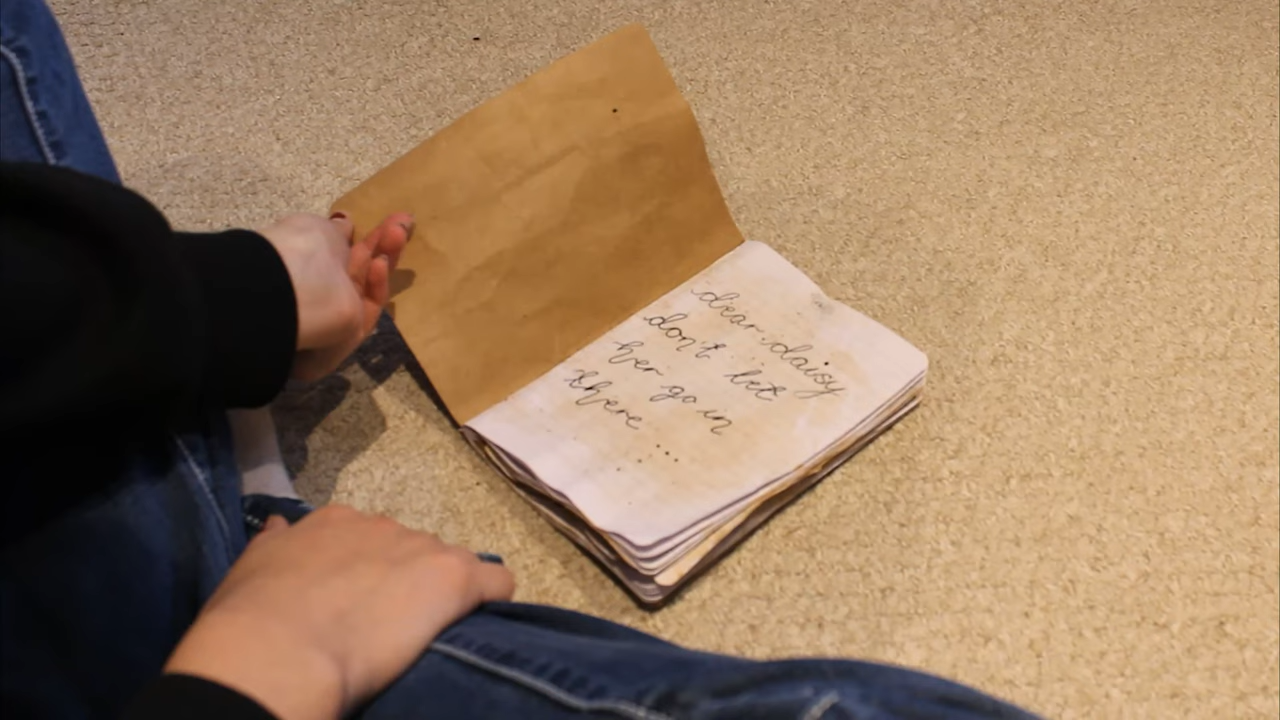 dear daisy
don't let
her go in
there ...